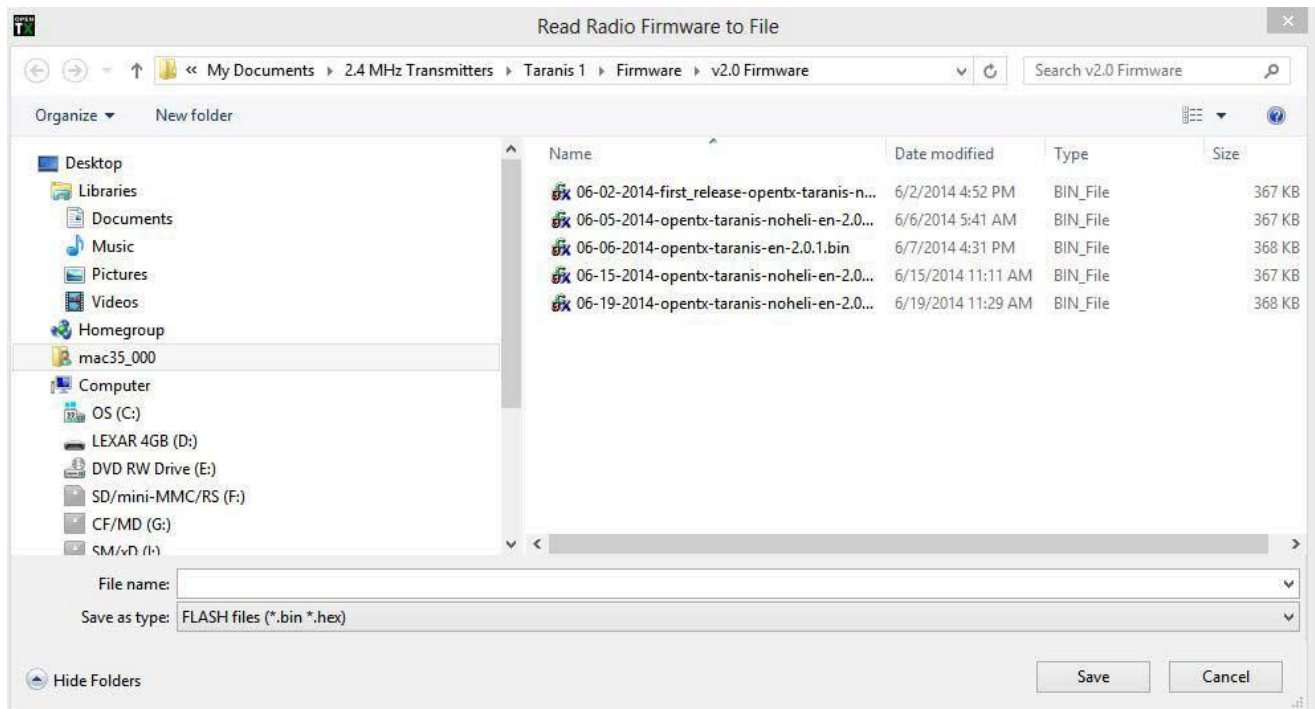 OPEN TX
Read Radio Firmware to File
« My Documents 2.4 MHz Transmitters Taranis 1 Firmware v2.0 Firmware
Search v2.0 Firmware
Organize New folder
Desktop
Libraries
Documents
Music
Pictures
Videos
Homegroup
mac35_000
Computer
OS (C:)
LEXAR 4GB (D:)
DVD RW Drive (E:)
SD/mini-MMC/RS (F:)
CF/MD (G:)
SM/xD (I:)
Name Date modified Type Size
06-02-2014-first_release-opentx-taranis-n... 6/2/2014 4:52 PM BIN_File 367 KB
06-05-2014-opentx-taranis-noheli-en-2.0... 6/6/2014 5:41 AM BIN_File 367 KB
06-06-2014-opentx-taranis-en-2.0.1.bin 6/7/2014 4:31 PM BIN_File 368 KB
06-15-2014-opentx-taranis-noheli-en-2.0... 6/15/2014 11:11 AM BIN_File 367 KB
06-19-2014-opentx-taranis-noheli-en-2.0... 6/19/2014 11:29 AM BIN_File 368 KB
File name:
Save as type: FLASH files (*.bin *.hex)
Hide Folders Save Cancel